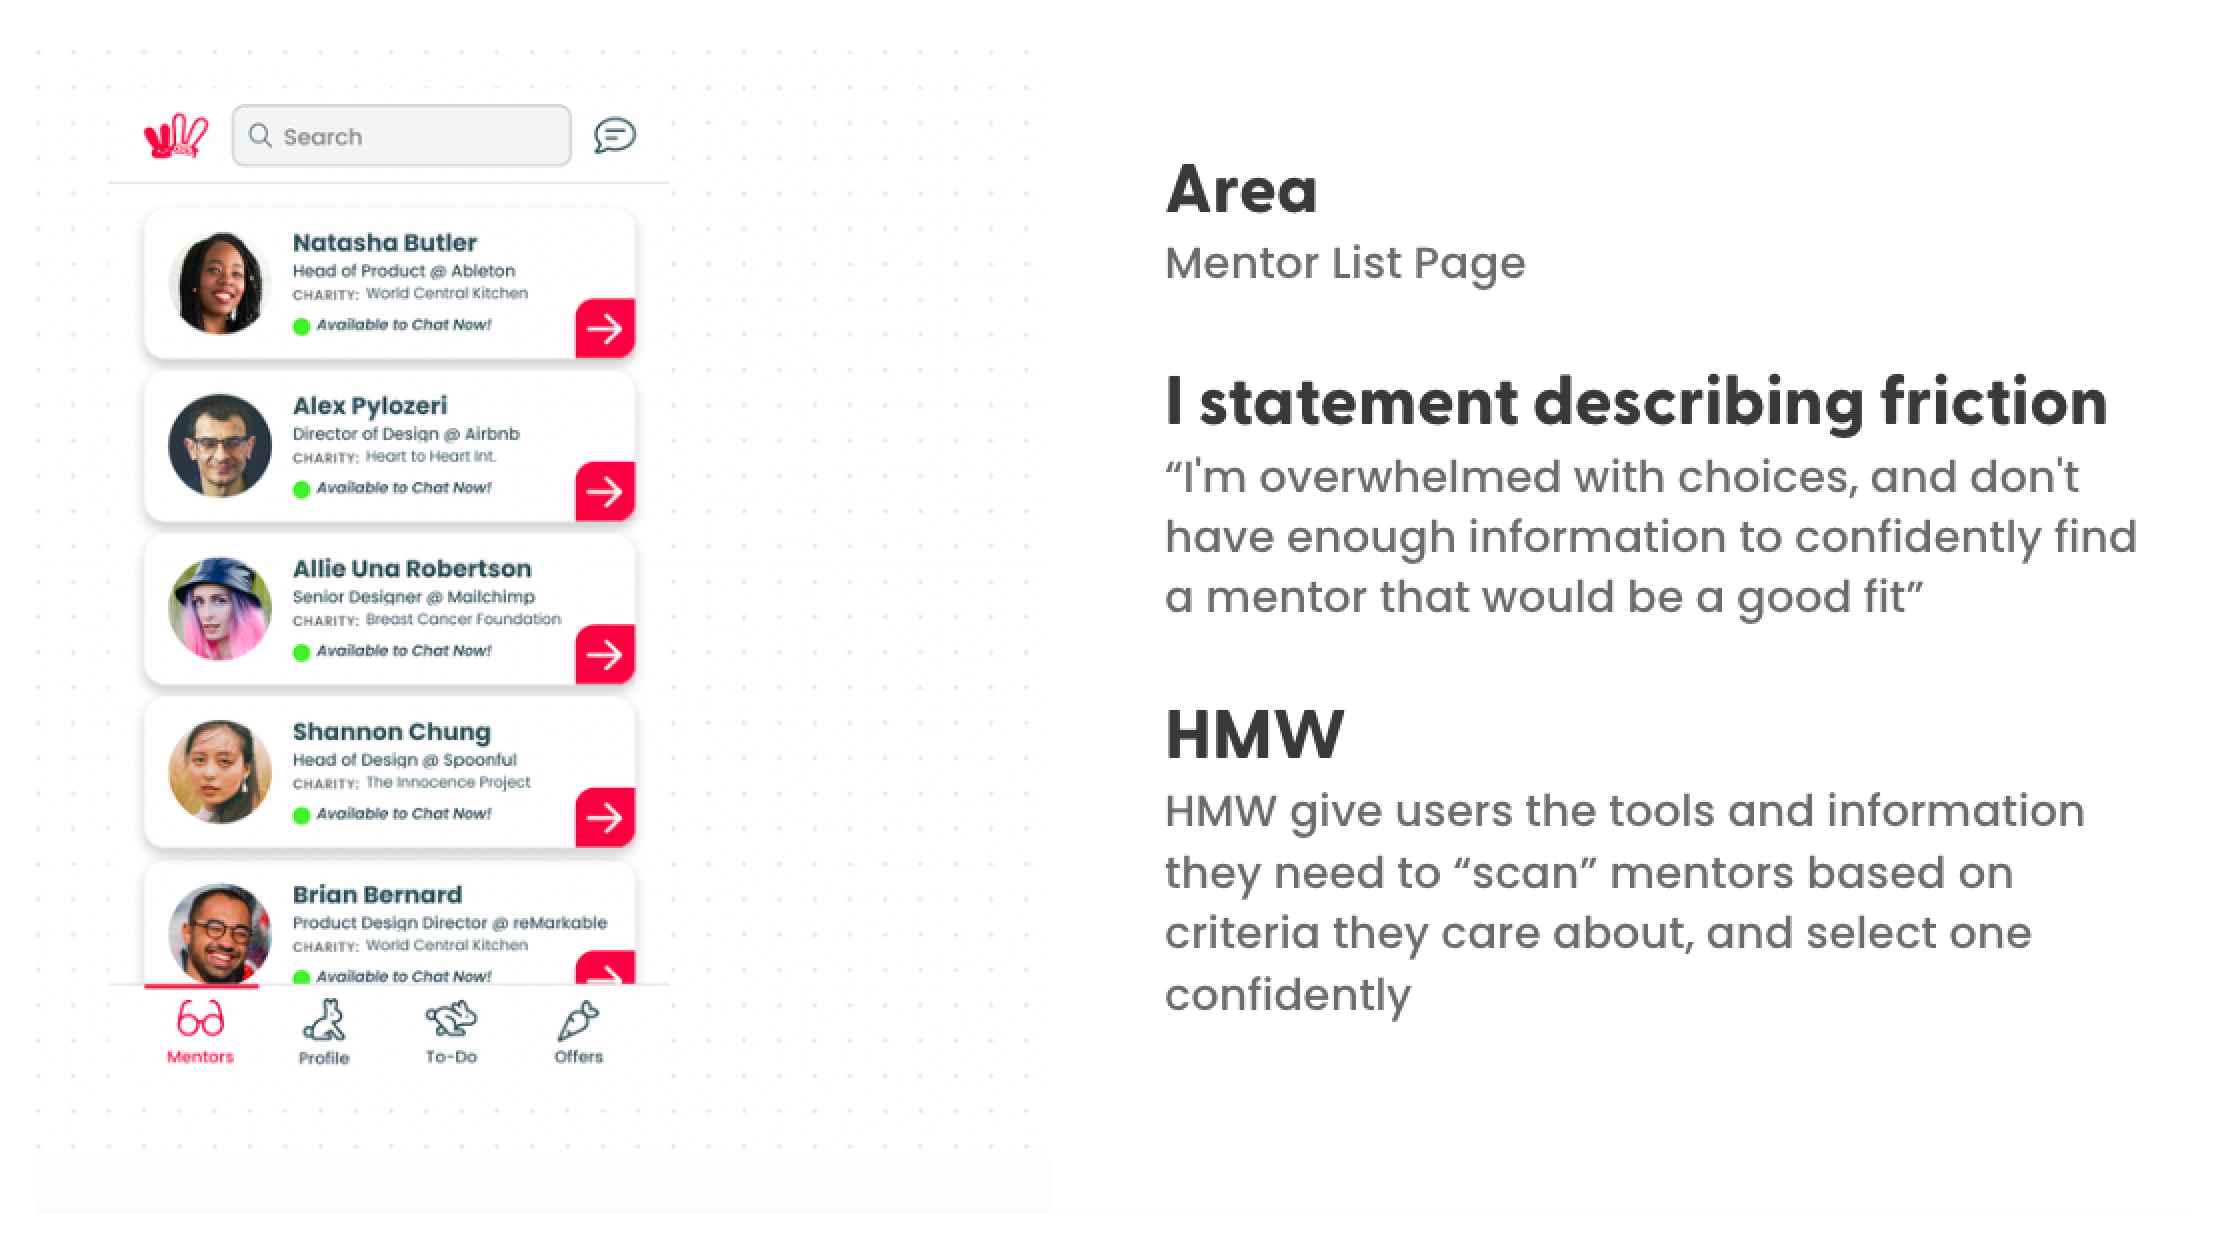 Search
Natasha Butler
Head of Product @ Ableton
CHARITY: World Central Kitchen
Available to Chat Now!
Alex Pylozeri
Director of Design @ Airbnb
CHARITY: Heart to Heart Int.
Available to Chat Now!
Allie Una Robertson
Senior Designer @ Mailchimp
CHARITY: Breast Cancer Foundation
Available to Chat Now!
Shannon Chung
Head of Design @ Spoonful
CHARITY: The Innocence Project
Available to Chat Now!
Brian Bernard
Product Design Director @ reMarkable
CHARITY: World Central Kitchen
Available to Chat Now!
Mentors
Profile
To-Do
Offers
Area
Mentor List Page
I statement describing friction
“I'm overwhelmed with choices, and don't
have enough information to confidently find
a mentor that would be a good fit”
HMW
HMW give users the tools and information
they need to “scan” mentors based on
criteria they care about, and select one
confidently